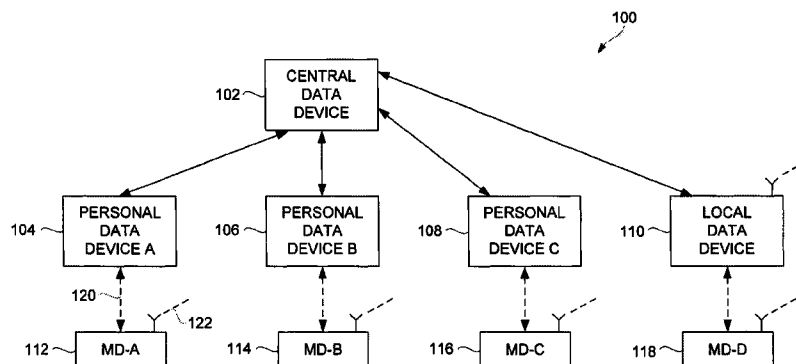 100
102
CENTRAL
DATA
DEVICE
104
PERSONAL
DATA
DEVICE A
106
PERSONAL
DATA
DEVICE B
108
PERSONAL
DATA
DEVICE C
110
LOCAL
DATA
DEVICE
120
122
112
MD-A
114
MD-B
116
MD-C
118
MD-D